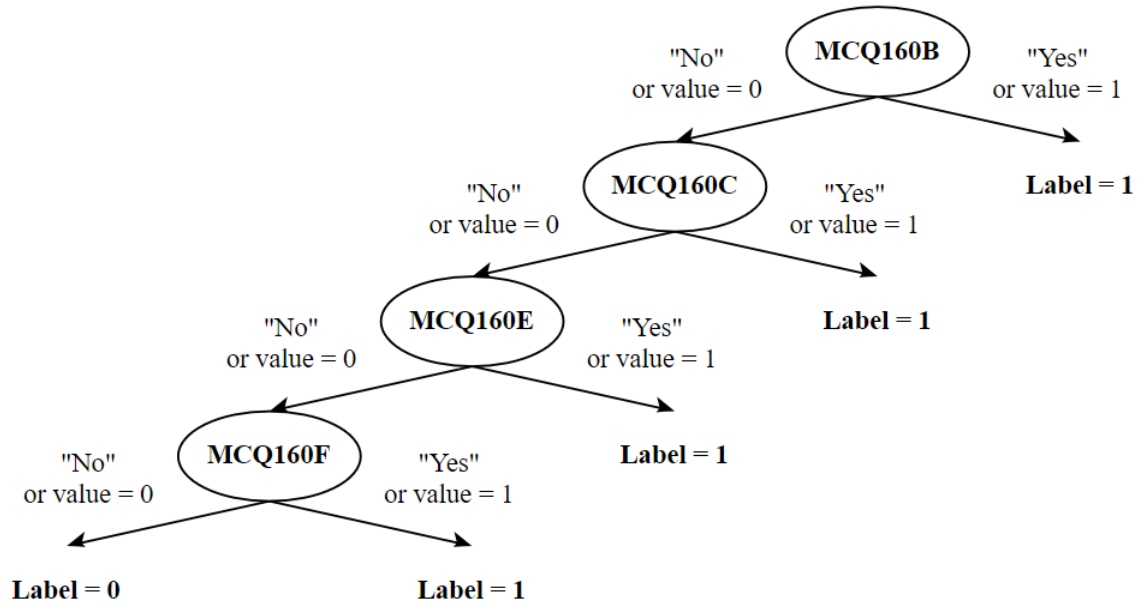 MCQ160B
"No"
or value = 0
"Yes"
or value = 1
MCQ160C
Label = 1
"No"
or value = 0
"Yes"
or value = 1
MCQ160E
Label = 1
"No"
or value = 0
"Yes"
or value = 1
MCQ160F
Label = 1
"No"
or value = 0
"Yes"
or value = 1
Label = 0
Label = 1